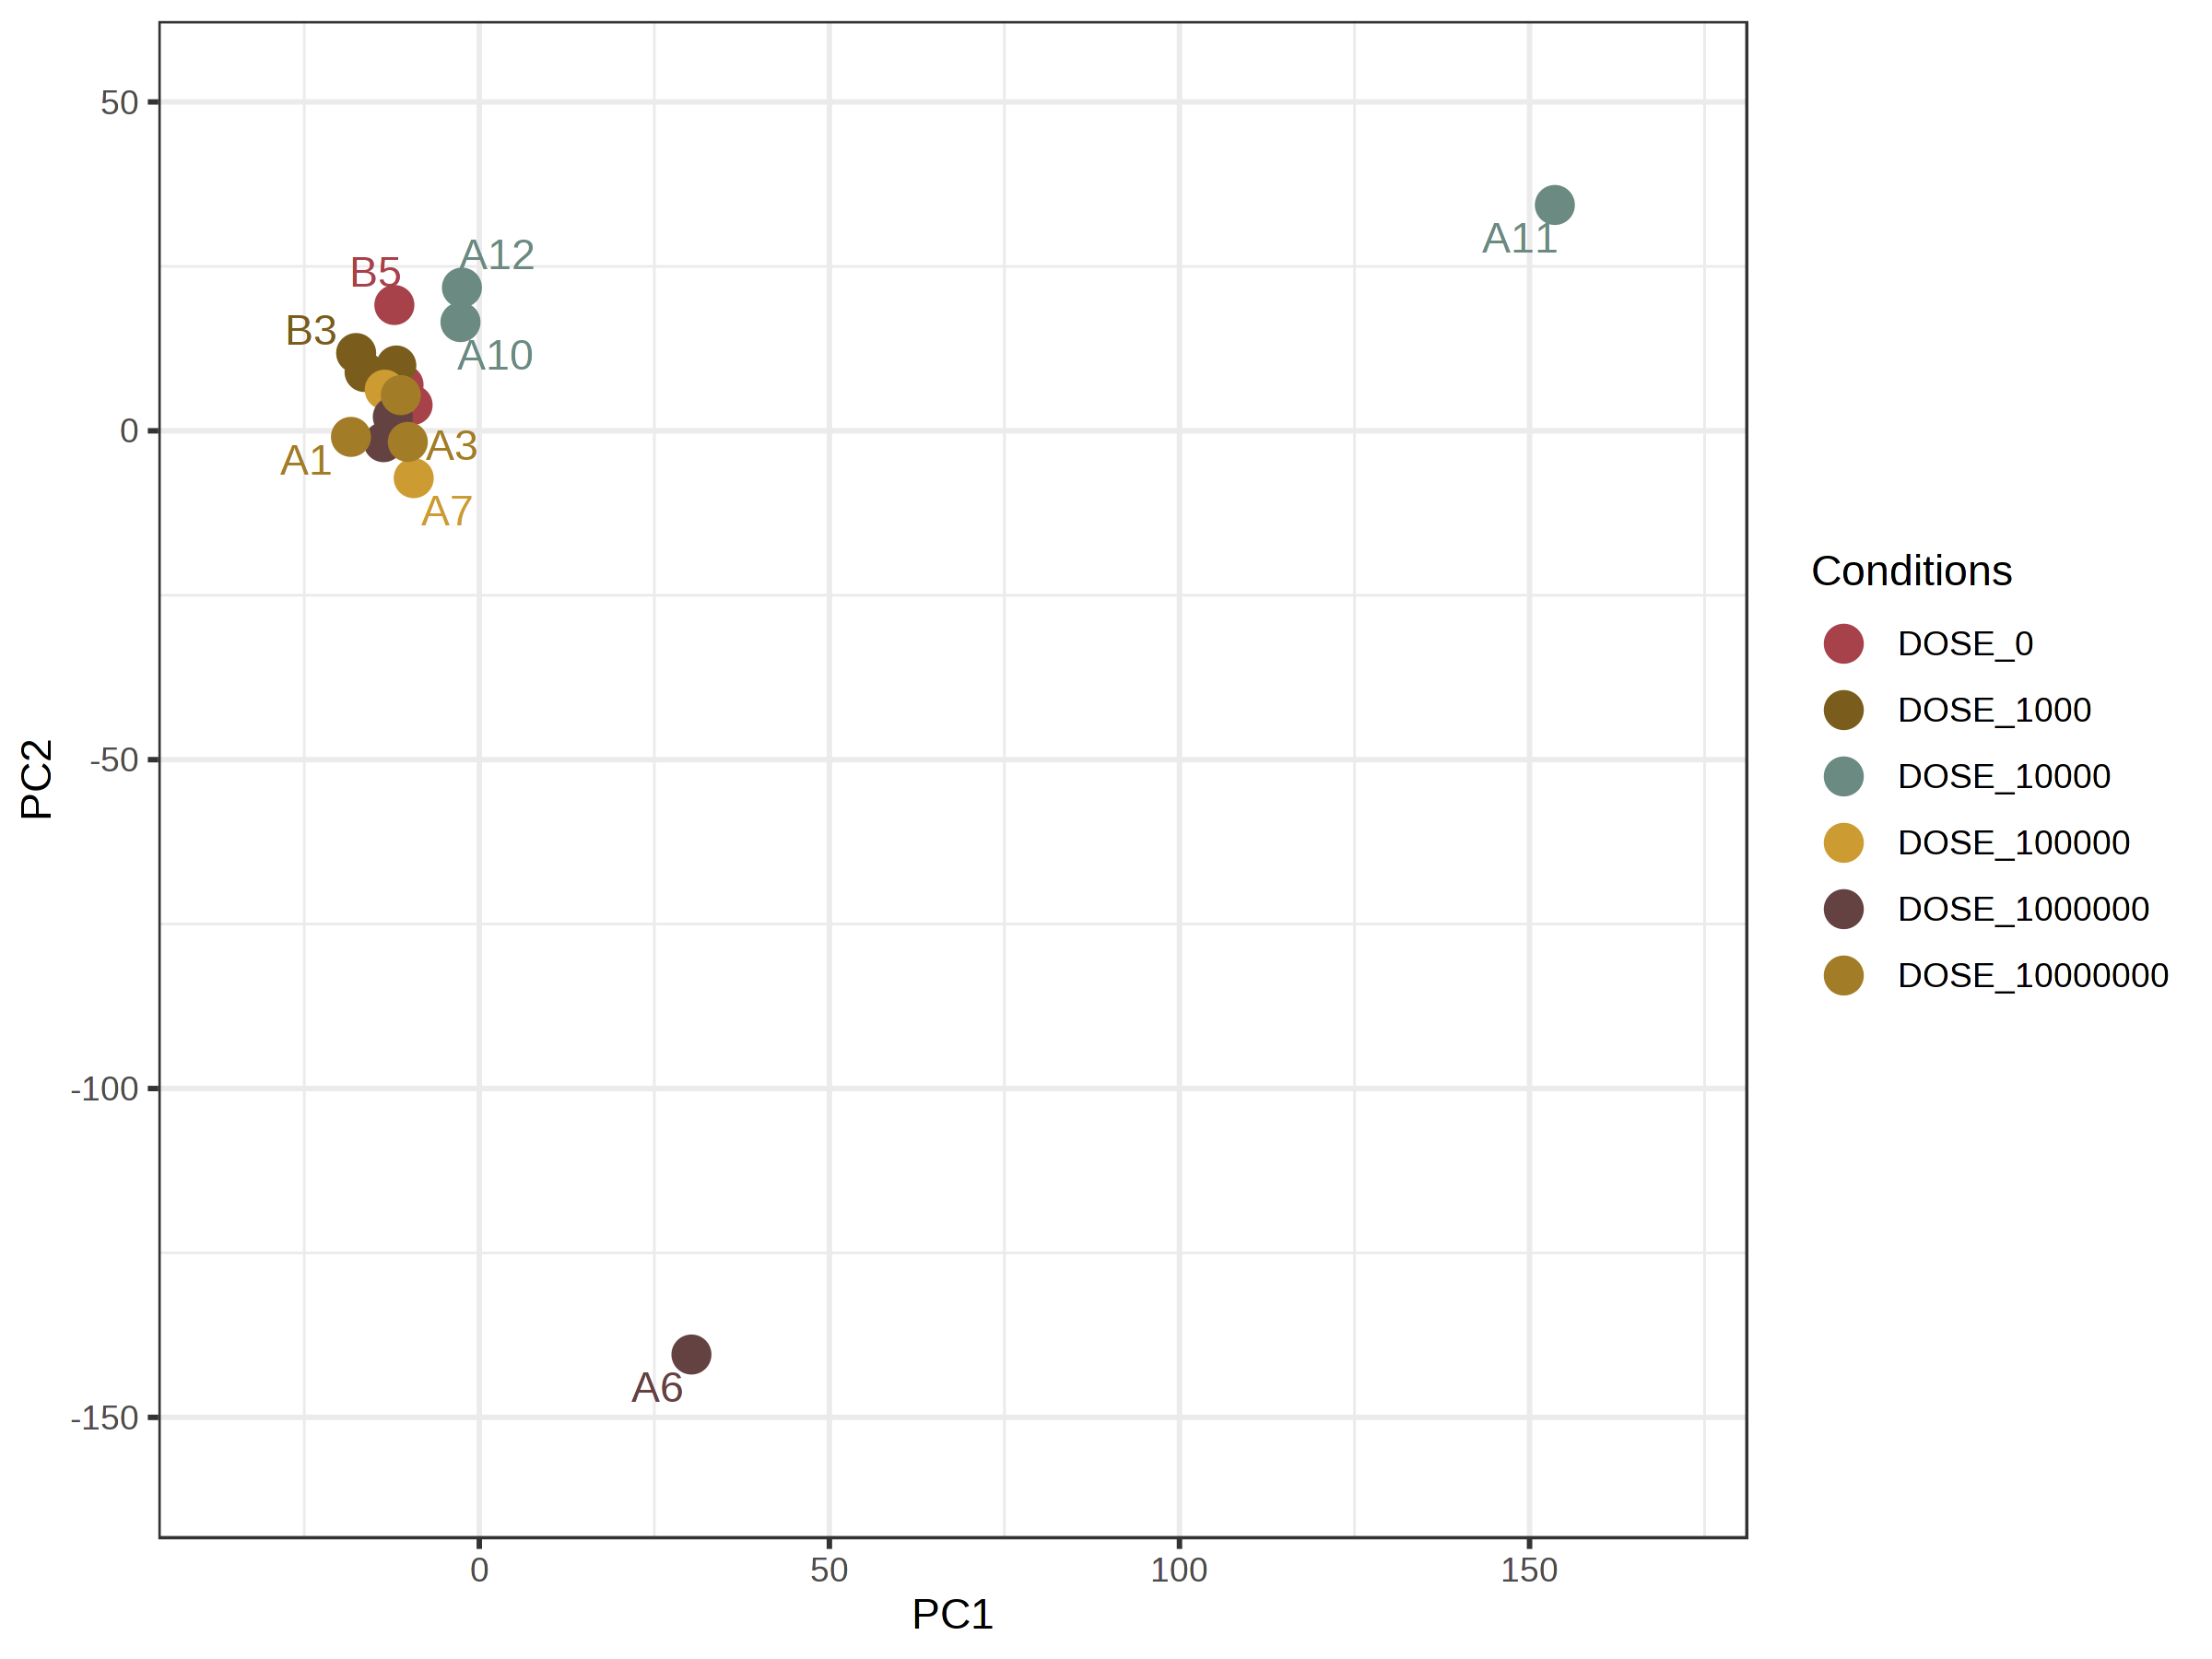 50
0
-50
-100
-150
PC2
A11
A12
B5
B3
A10
A3
A1
A7
A6
0
50
100
150
PC1
Conditions
DOSE_0
DOSE_1000
DOSE_10000
DOSE_100000
DOSE_1000000
DOSE_10000000